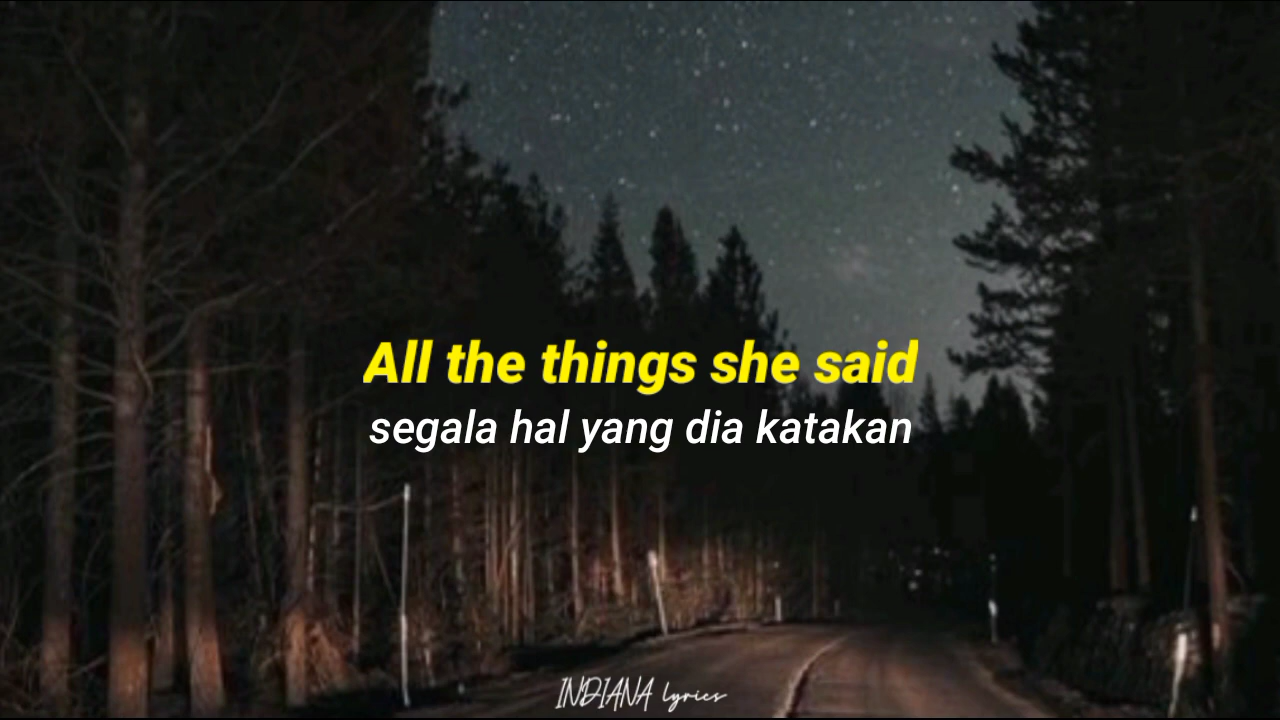 All the things she said
segala hal yang dia katakan
INDIANA lyrics